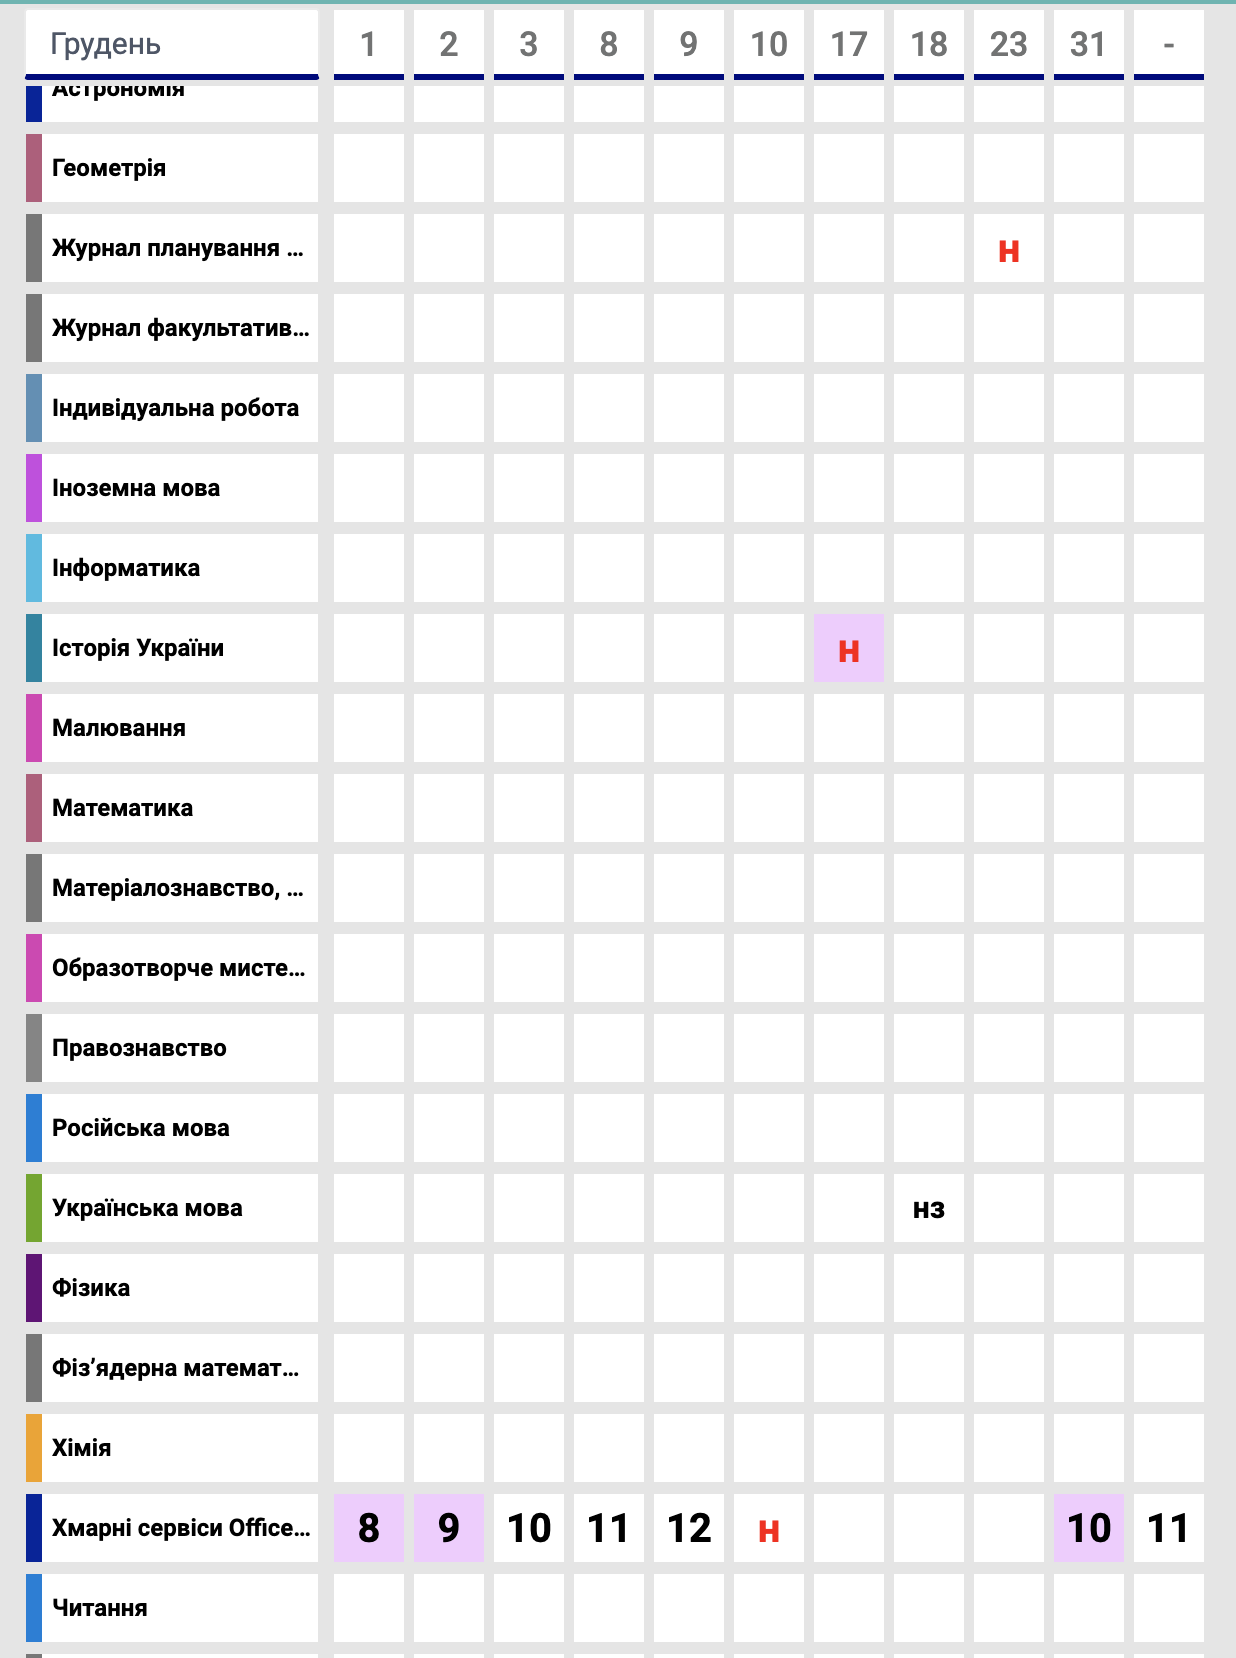 Грудень 1 2 3 8 9 10 17 18 23 31 -
Астрономія
Геометрія
Журнал планування ... н
Журнал факультатив...
Індивідуальна робота
Іноземна мова
Інформатика
Історія України н
Малювання
Математика
Матеріалознавство, ...
Образотворче мисте...
Правознавство
Російська мова
Українська мова нз
Фізика
Фіз’ядерна математ...
Хімія
Хмарні сервіси Office... 8 9 10 11 12 н 10 11
Читання